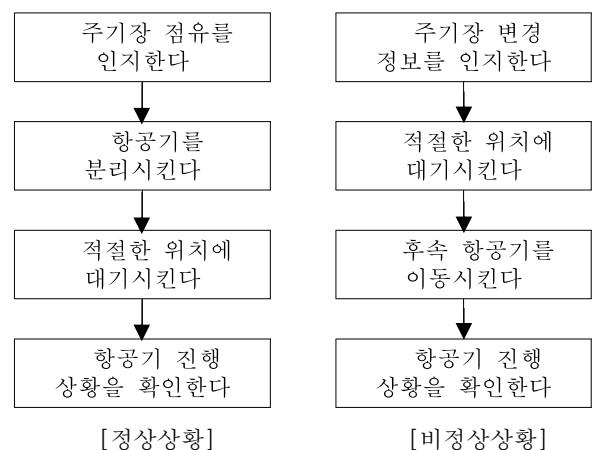 주기장 점유를
인지한다
항공기를
분리시킨다
적절한 위치에
대기시킨다
항공기 진행
상황을 확인한다
[정상상황]
주기장 변경
정보를 인지한다
적절한 위치에
대기시킨다
후속 항공기를
이동시킨다
항공기 진행
상황을 확인한다
[비정상상황]